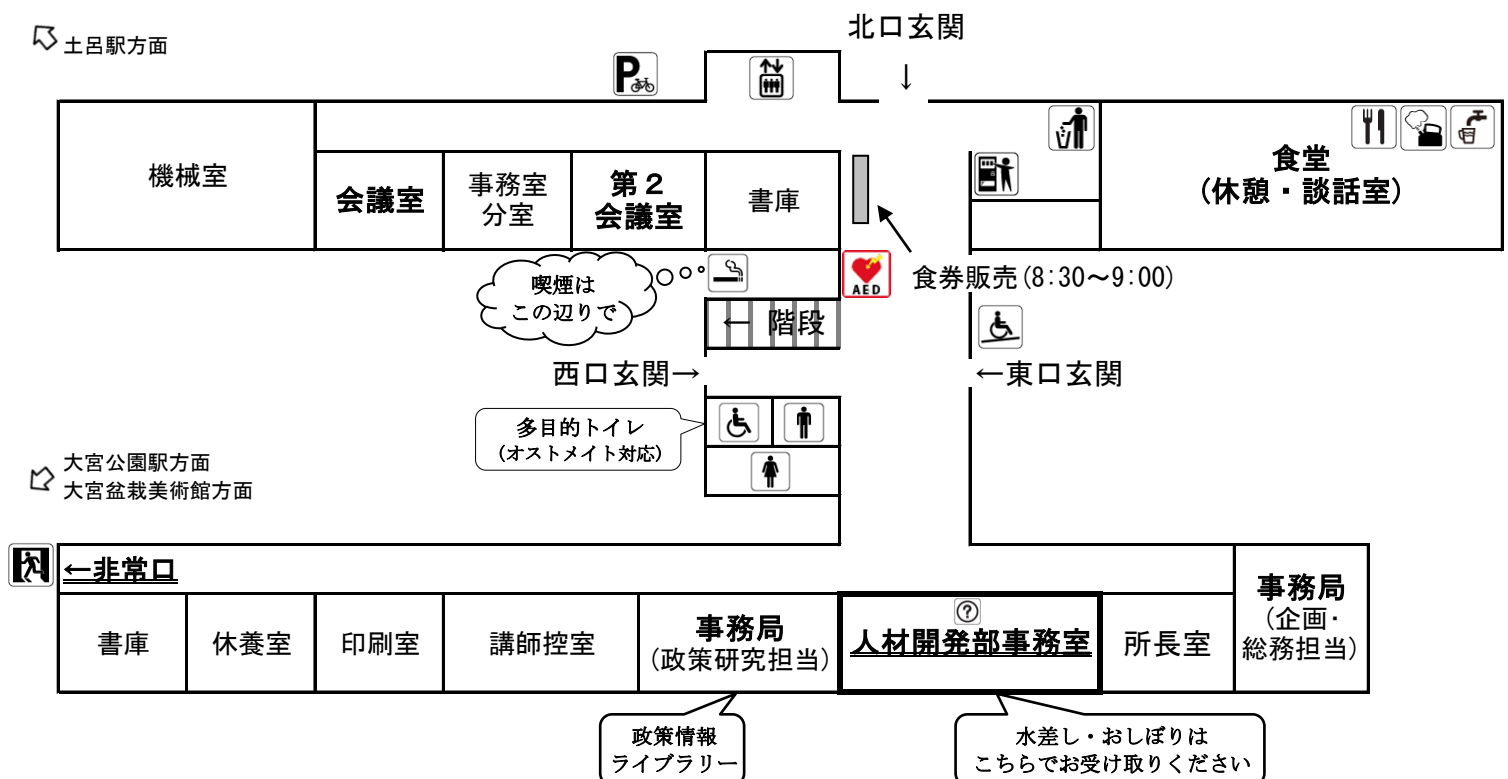 北口玄関
土呂駅方面
↓
P
機械室
会議室
事務室
分室
第２
会議室
書庫
食堂
(休憩・談話室)
喫煙は
この辺りで
AED
食券販売(8:30～9:00)
← 階段
西口玄関→
←東口玄関
多目的トイレ
(オストメイト対応)
大宮公園駅方面
大宮盆栽美術館方面
←非常口
書庫
休養室
印刷室
講師控室
事務局
(政策研究担当)
?
人材開発部事務室
所長室
事務局
(企画・
総務担当)
政策情報
ライブラリー
水差し・おしぼりは
こちらでお受け取りください